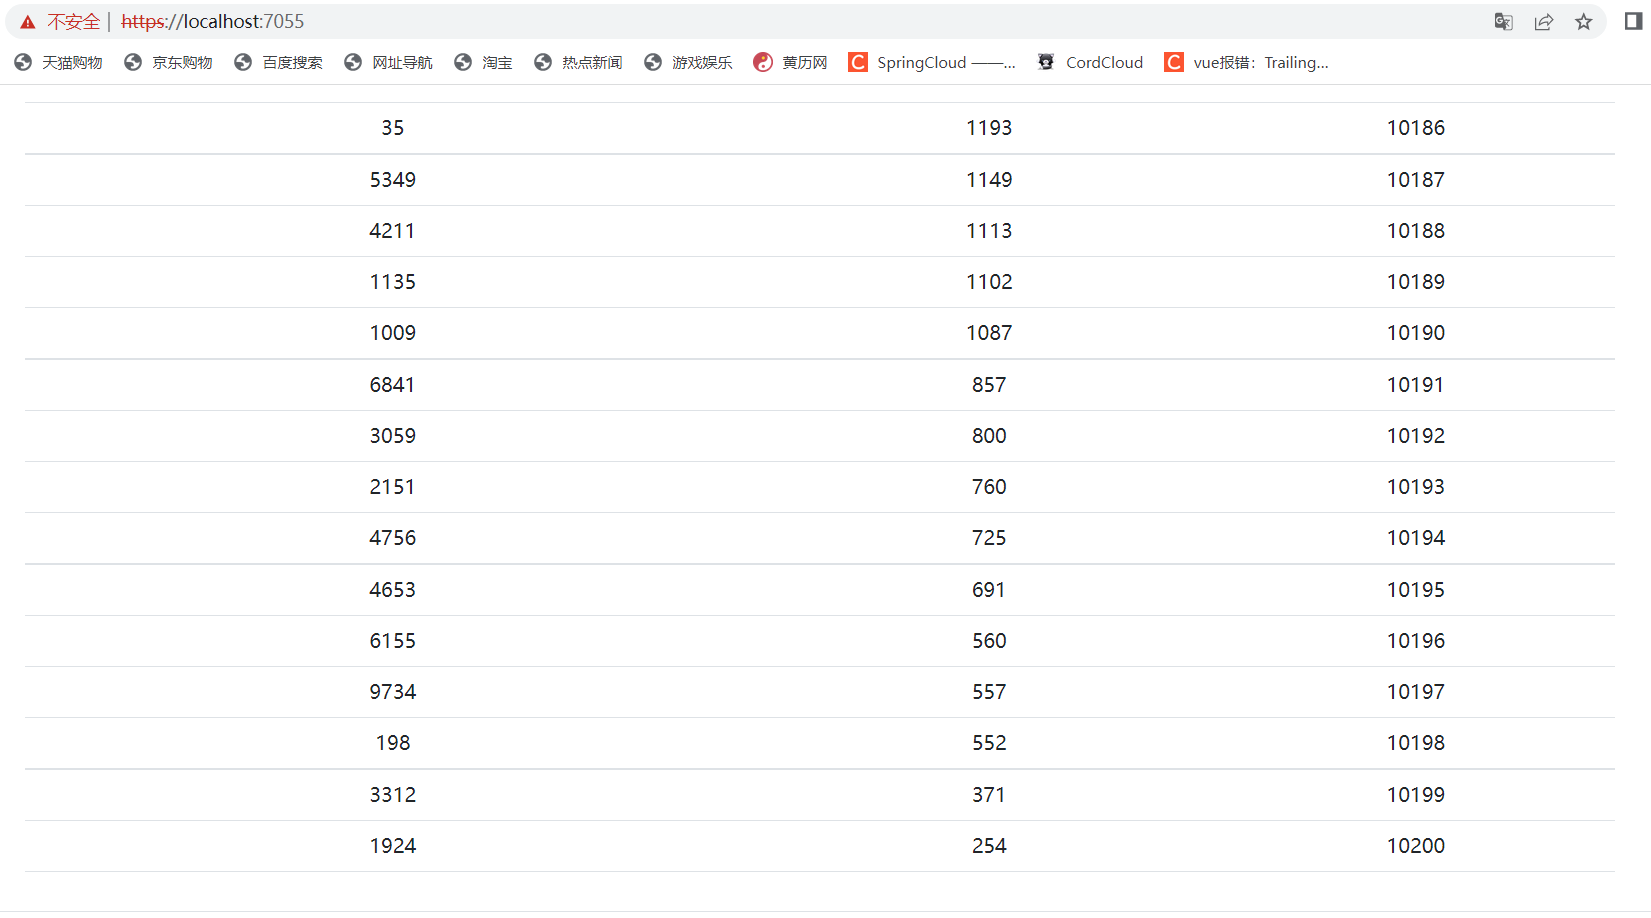 不安全 https://localhost:7055
天猫购物 京东购物 百度搜索 网址导航 淘宝 热点新闻 游戏娱乐 黄历网 SpringCloud ——... CordCloud vue报错：Trailing...
35 1193 10186
5349 1149 10187
4211 1113 10188
1135 1102 10189
1009 1087 10190
6841 857 10191
3059 800 10192
2151 760 10193
4756 725 10194
4653 691 10195
6155 560 10196
9734 557 10197
198 552 10198
3312 371 10199
1924 254 10200